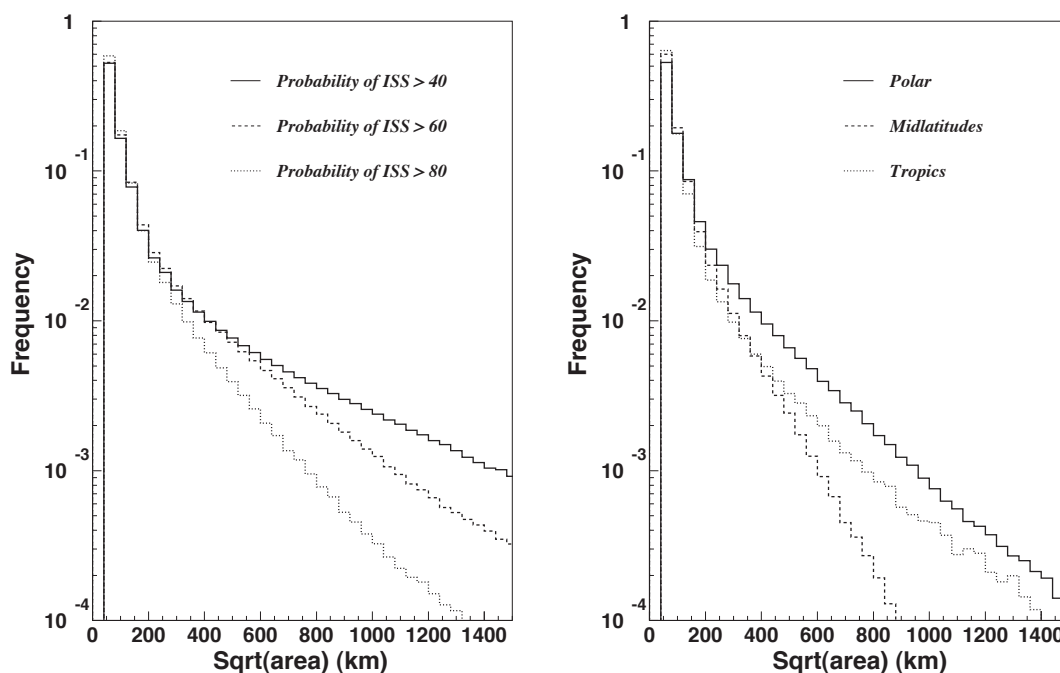 1
10 -1
10 -2
10 -3
10 -4
Frequency
0 200 400 600 800 1000 1200 1400
Sqrt(area) (km)
Probability of ISS > 40
Probability of ISS > 60
Probability of ISS > 80
1
10 -1
10 -2
10 -3
10 -4
Frequency
0 200 400 600 800 1000 1200 1400
Sqrt(area) (km)
Polar
Midlatitudes
Tropics